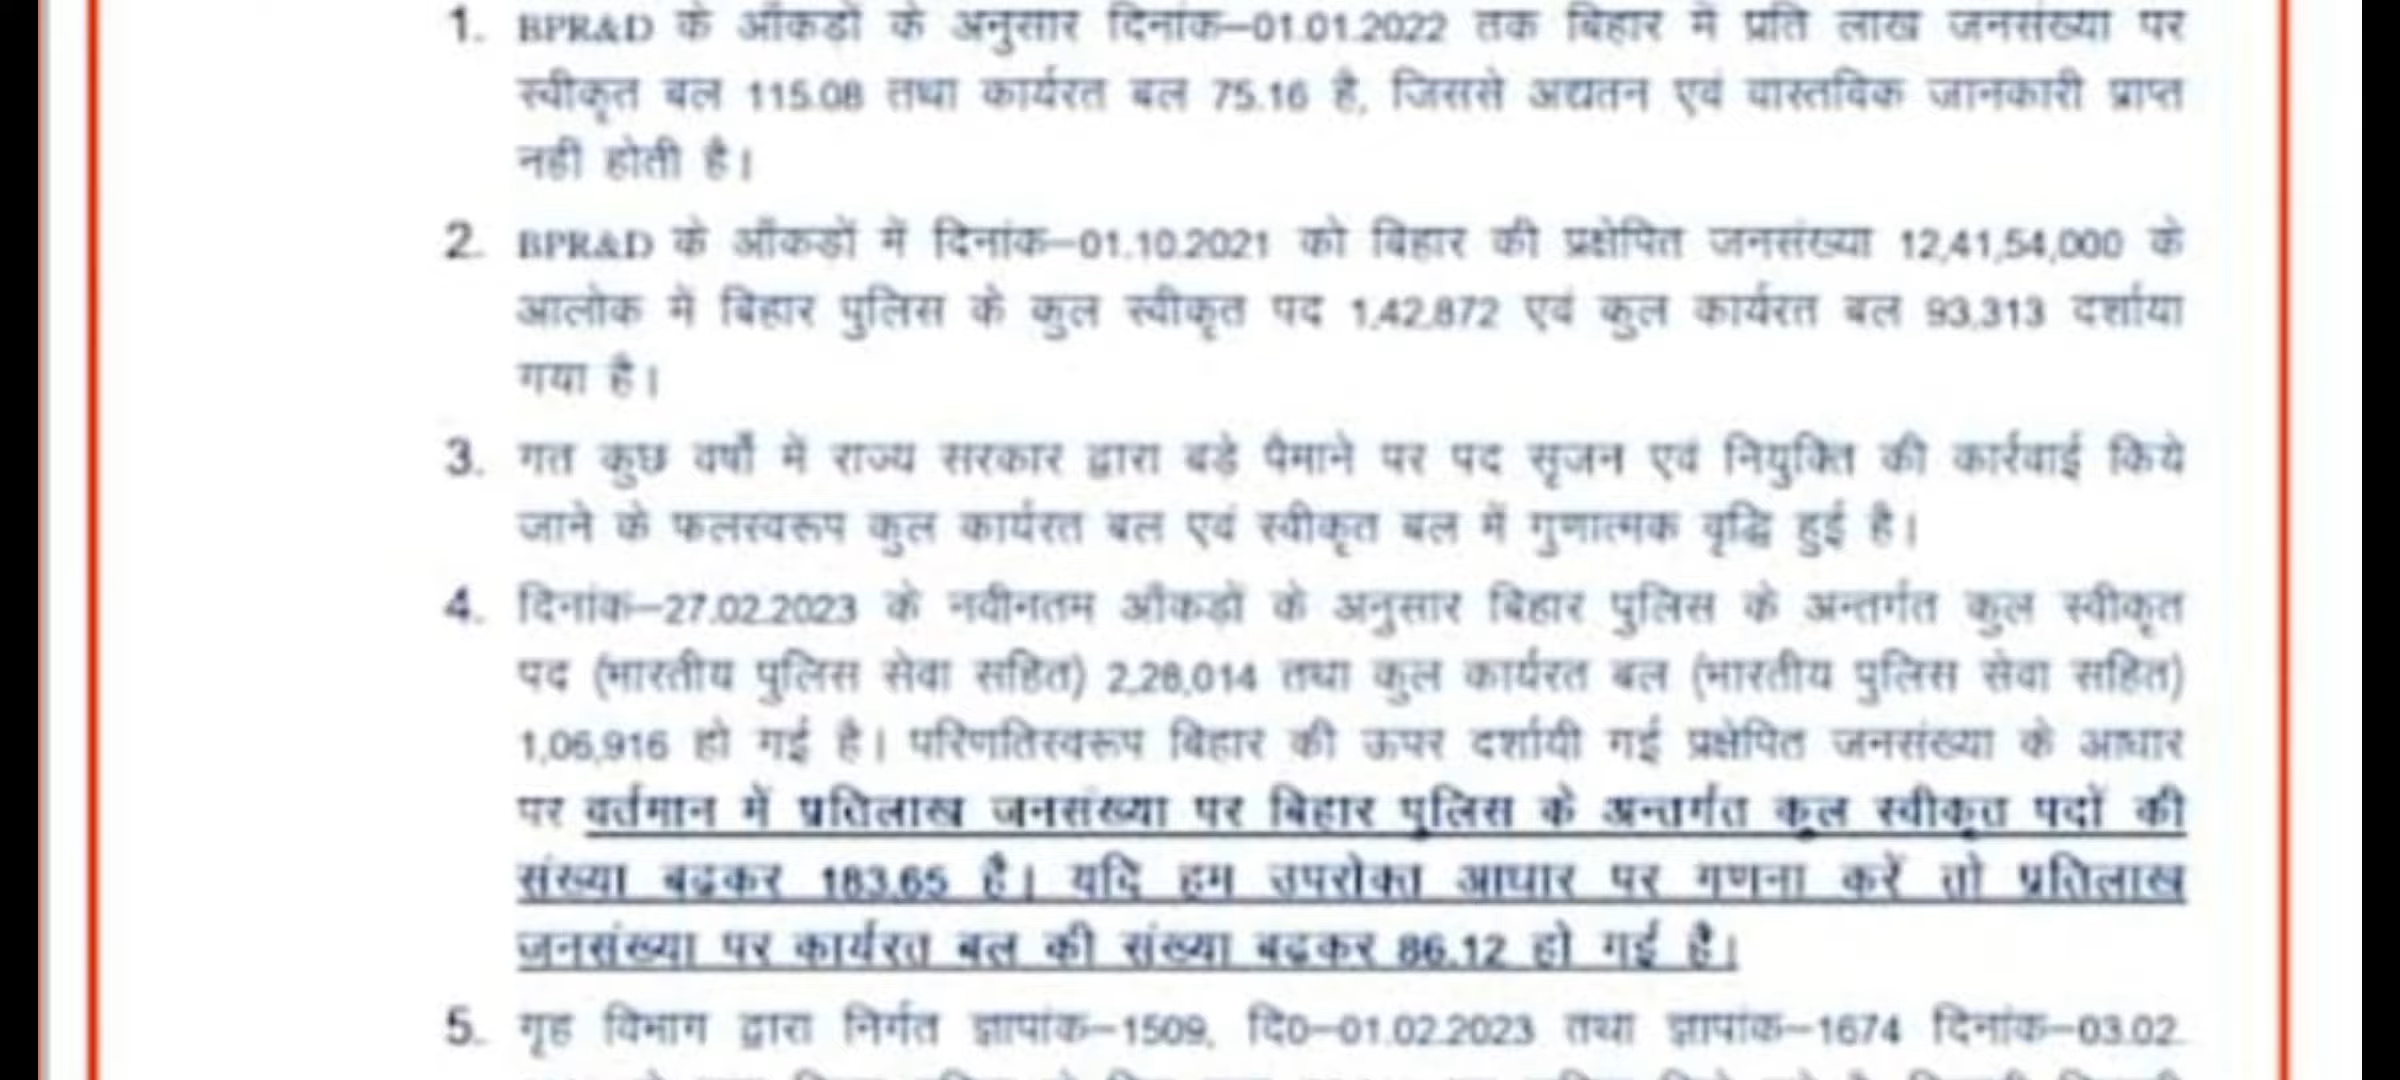 1. BPR&D के आँकडों के अनुसार दिनांक–01.01.2022 तक बिहार में प्रति लाख जनसंख्या पर
स्वीकृत बल 115.08 तथा कार्यरत बल 75.16 है, जिससे अद्यतन एवं वास्तविक जानकारी प्राप्त
नहीं होती है।
2. BPR&D के आँकडों में दिनांक–01.10.2021 को बिहार की प्रक्षेपित जनसंख्या 12,41,54,000 के
आलोक में बिहार पुलिस के कुल स्वीकृत पद 1,42,872 एवं कुल कार्यरत बल 93,313 दर्शाया
गया है।
3. गत कुछ वर्षों में राज्य सरकार द्वारा बडे पैमाने पर पद सृजन एवं नियुक्ति की कार्रवाई किये
जाने के फलस्वरूप कुल कार्यरत बल एवं स्वीकृत बल में गुणात्मक वृद्धि हुई है।
4. दिनांक–27.02.2023 के नवीनतम आँकड़ों के अनुसार बिहार पुलिस के अन्तर्गत कुल स्वीकृत
पद (भारतीय पुलिस सेवा सहित) 2,28,014 तथा कुल कार्यरत बल (भारतीय पुलिस सेवा सहित)
1,06,916 हो गई है। परिणतिस्वरूप बिहार की ऊपर दर्शायी गई प्रक्षेपित जनसंख्या के आधार
पर वर्तमान में प्रतिलाख जनसंख्या पर बिहार पुलिस के अन्तर्गत कुल स्वीकृत पदों की
संख्या बढकर 183.65 है। यदि हम उपरोक्त आधार पर गणना करें तो प्रतिलाख
जनसंख्या पर कार्यरत बल की संख्या बढकर 86.12 हो गई है।
5. गृह विभाग द्वारा निर्गत ज्ञापांक–1509, दि0–01.02.2023 तथा ज्ञापांक–1674 दिनांक–03.02.